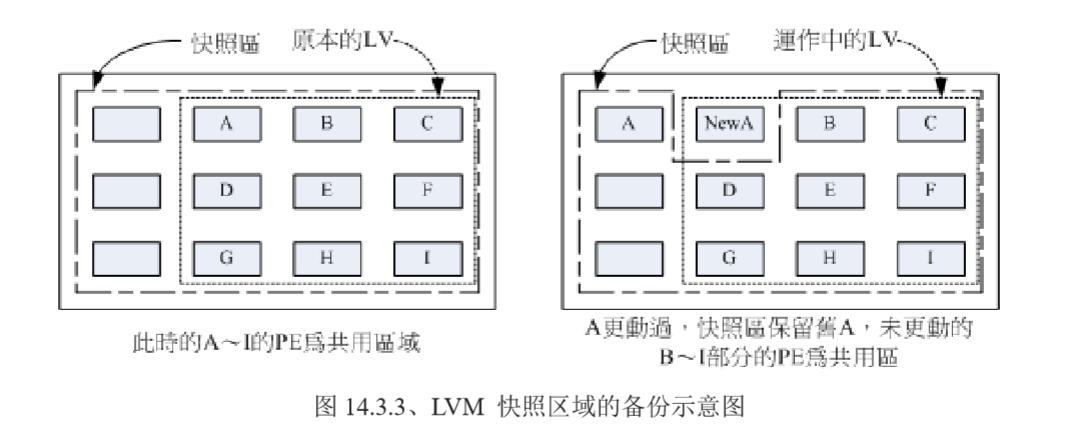 快照區 原本的LV
A B C
D E F
G H I
此時的A～I的PE爲共用區域
快照區 運作中的LV
A NewA B C
D E F
G H I
A更動過，快照區保留舊A，未更動的
B～I部分的PE爲共用區
图 14.3.3、LVM 快照区域的备份示意图